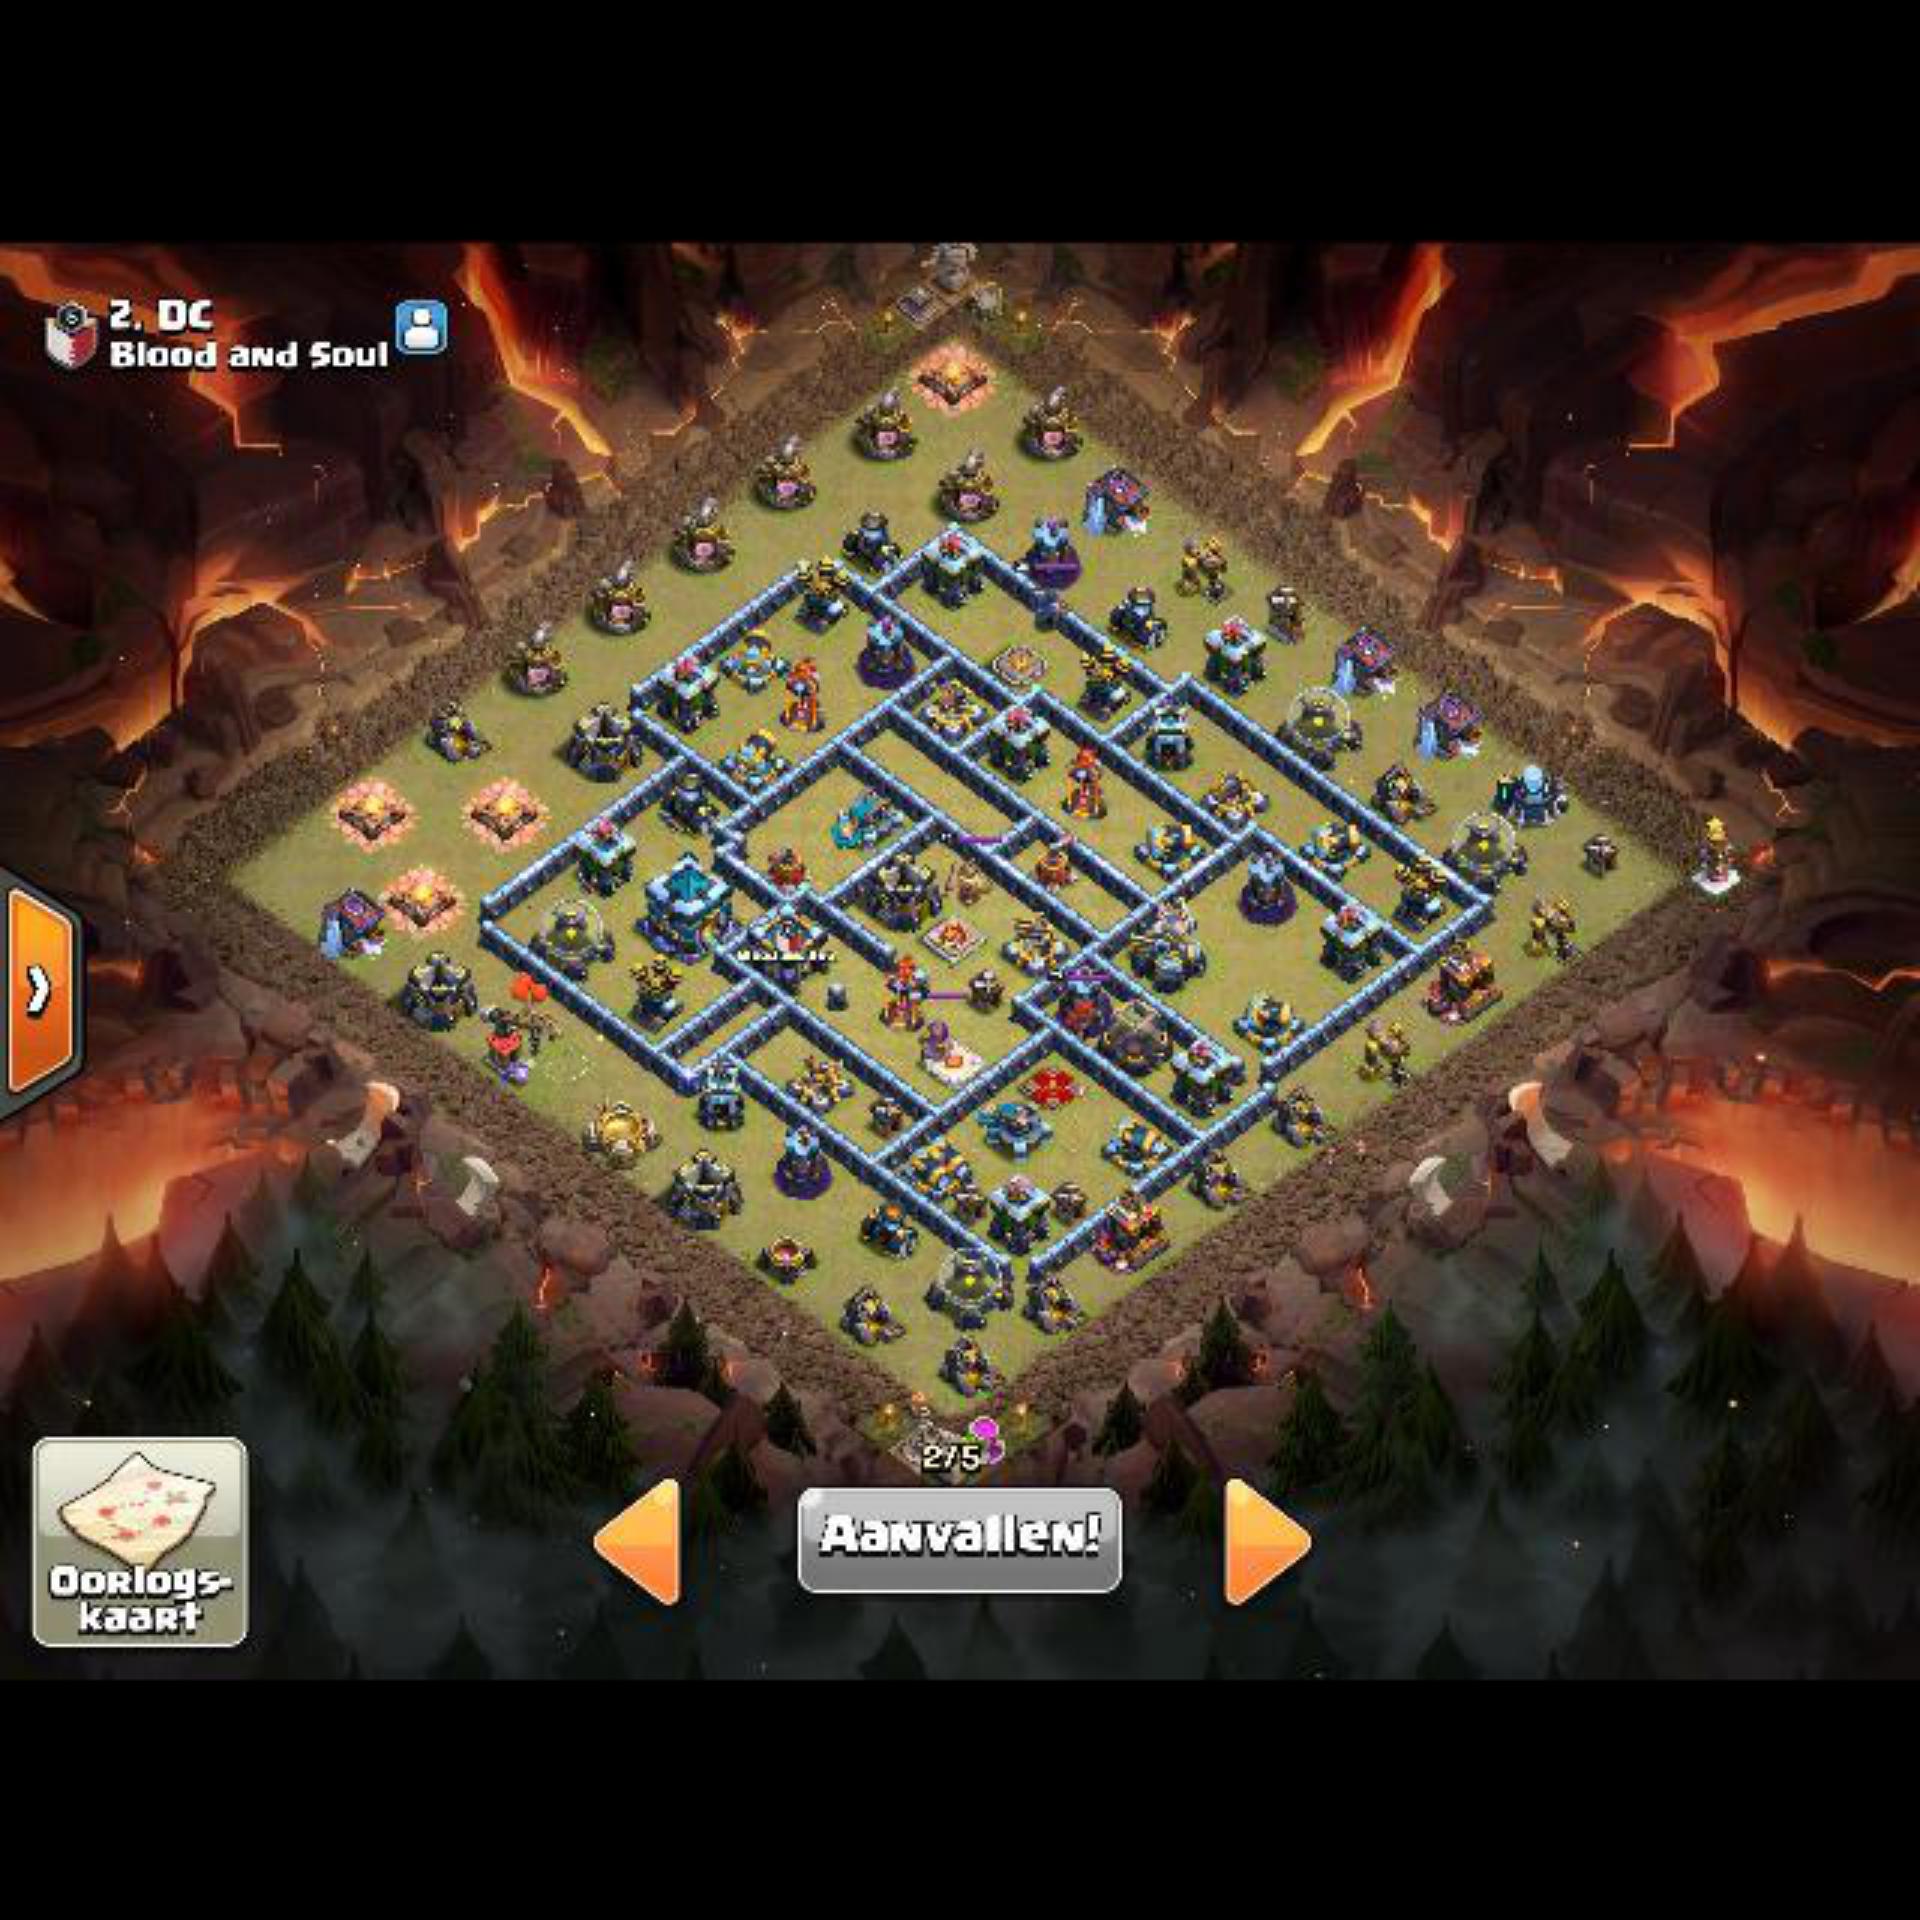 2. DC
Blood and Soul
2/5
Aanvallen!
Oorlogs-
kaart